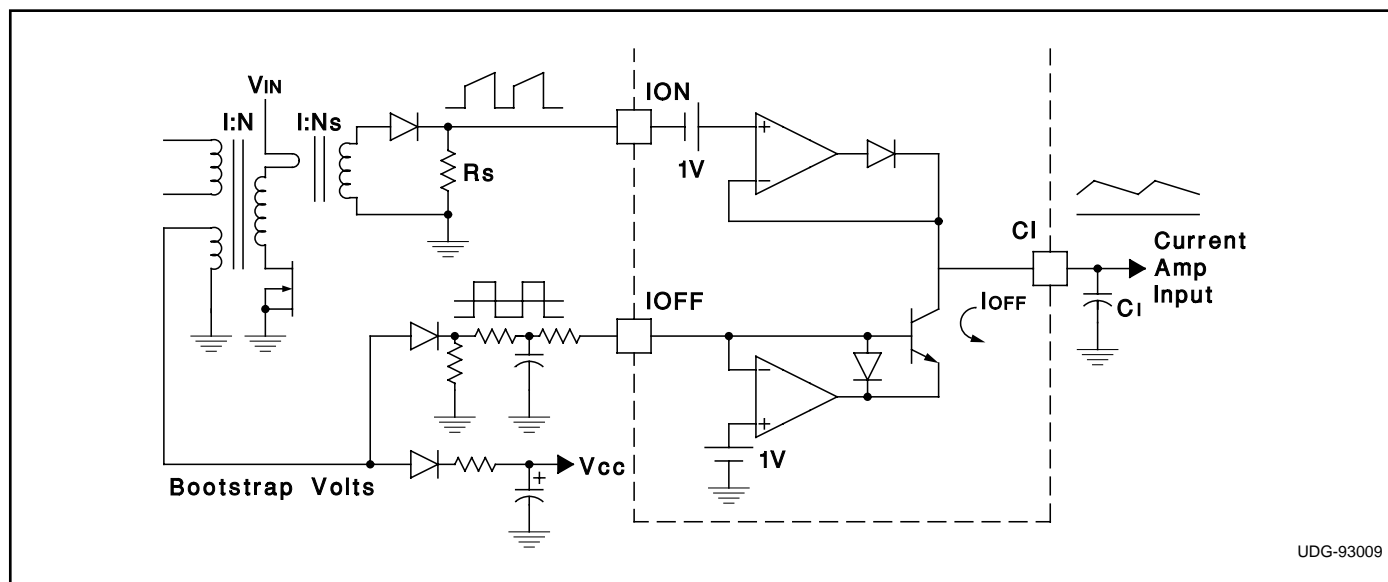 VIN
I:N
I:Ns
Rs
ION
1V
+
−
CI
Current
Amp
Input
CI
IOFF
IOFF
−
+
1V
Bootstrap Volts
+
Vcc
UDG-93009